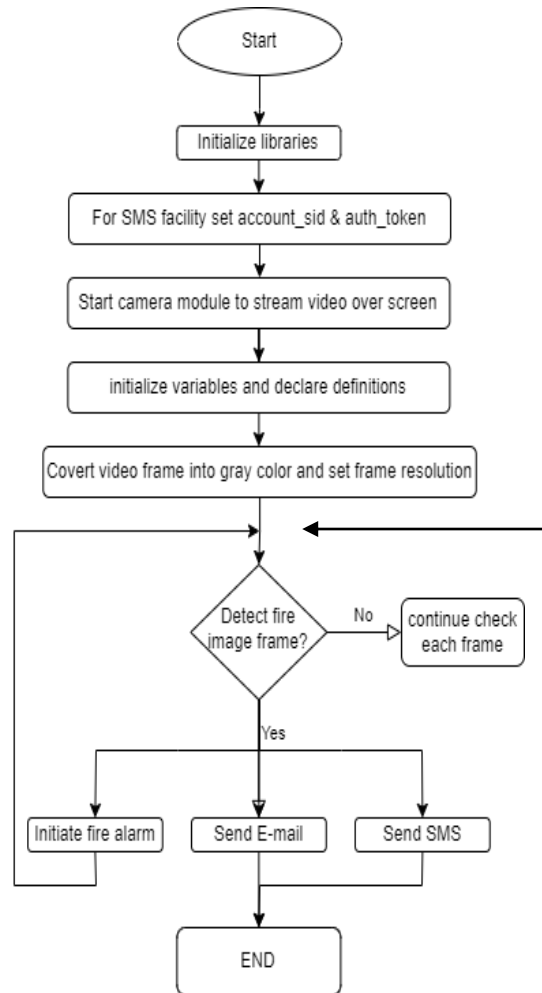 Start
Initialize libraries
For SMS facility set account_sid & auth_token
Start camera module to stream video over screen
initialize variables and declare definitions
Covert video frame into gray color and set frame resolution
Detect fire
image frame?
No
continue check
each frame
Yes
Initiate fire alarm
Send E-mail
Send SMS
END